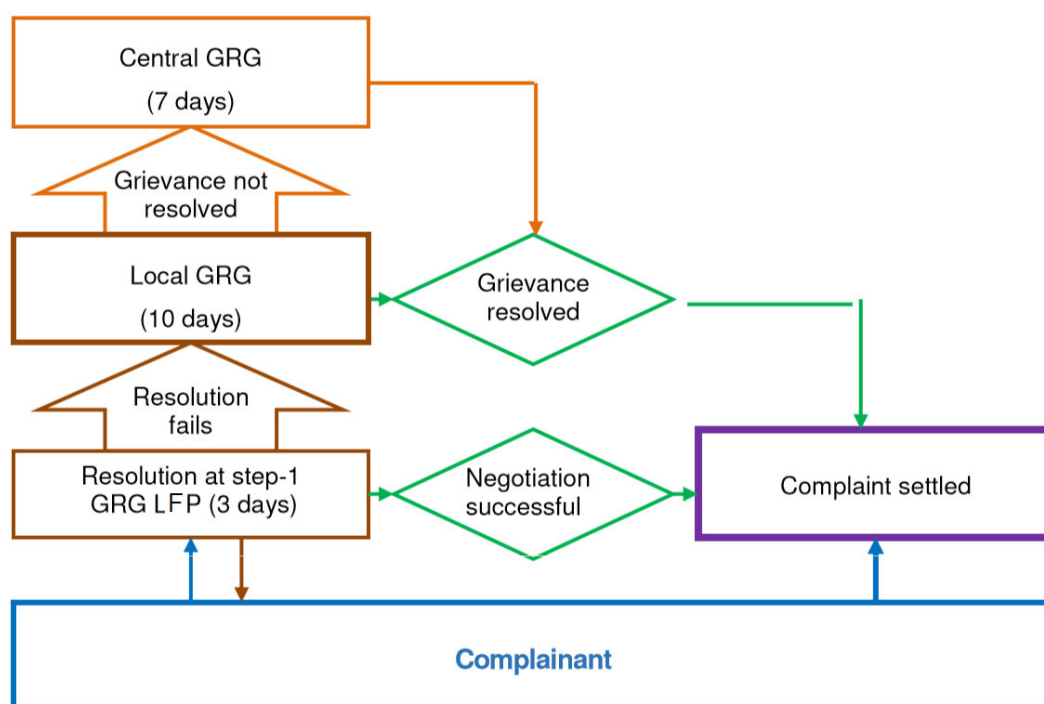 Central GRG
(7 days)
Grievance not
resolved
Local GRG
(10 days)
Grievance
resolved
Resolution
fails
Resolution at step-1
GRG LFP (3 days)
Negotiation
successful
Complaint settled
Complainant